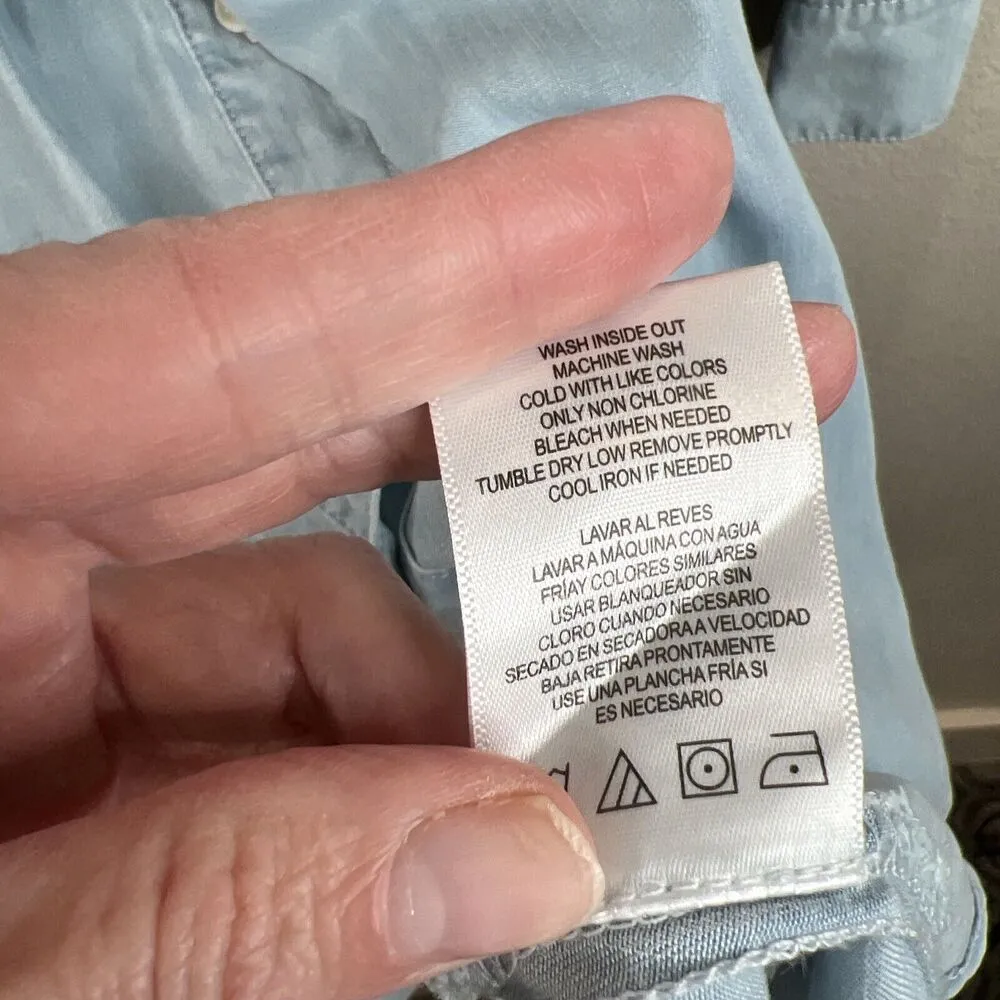 WASH INSIDE OUT
MACHINE WASH
COLD WITH LIKE COLORS
ONLY NON CHLORINE
BLEACH WHEN NEEDED
TUMBLE DRY LOW REMOVE PROMPTLY
COOL IRON IF NEEDED
LAVAR AL REVES
LAVAR A MÁQUINA CON AGUA
FRÍA Y COLORES SIMILARES
USAR BLANQUEADOR SIN
CLORO CUANDO NECESARIO
SECADO EN SECADORA A VELOCIDAD
BAJA RETIRA PRONTAMENTE
USE UNA PLANCHA FRÍA SI
ES NECESARIO